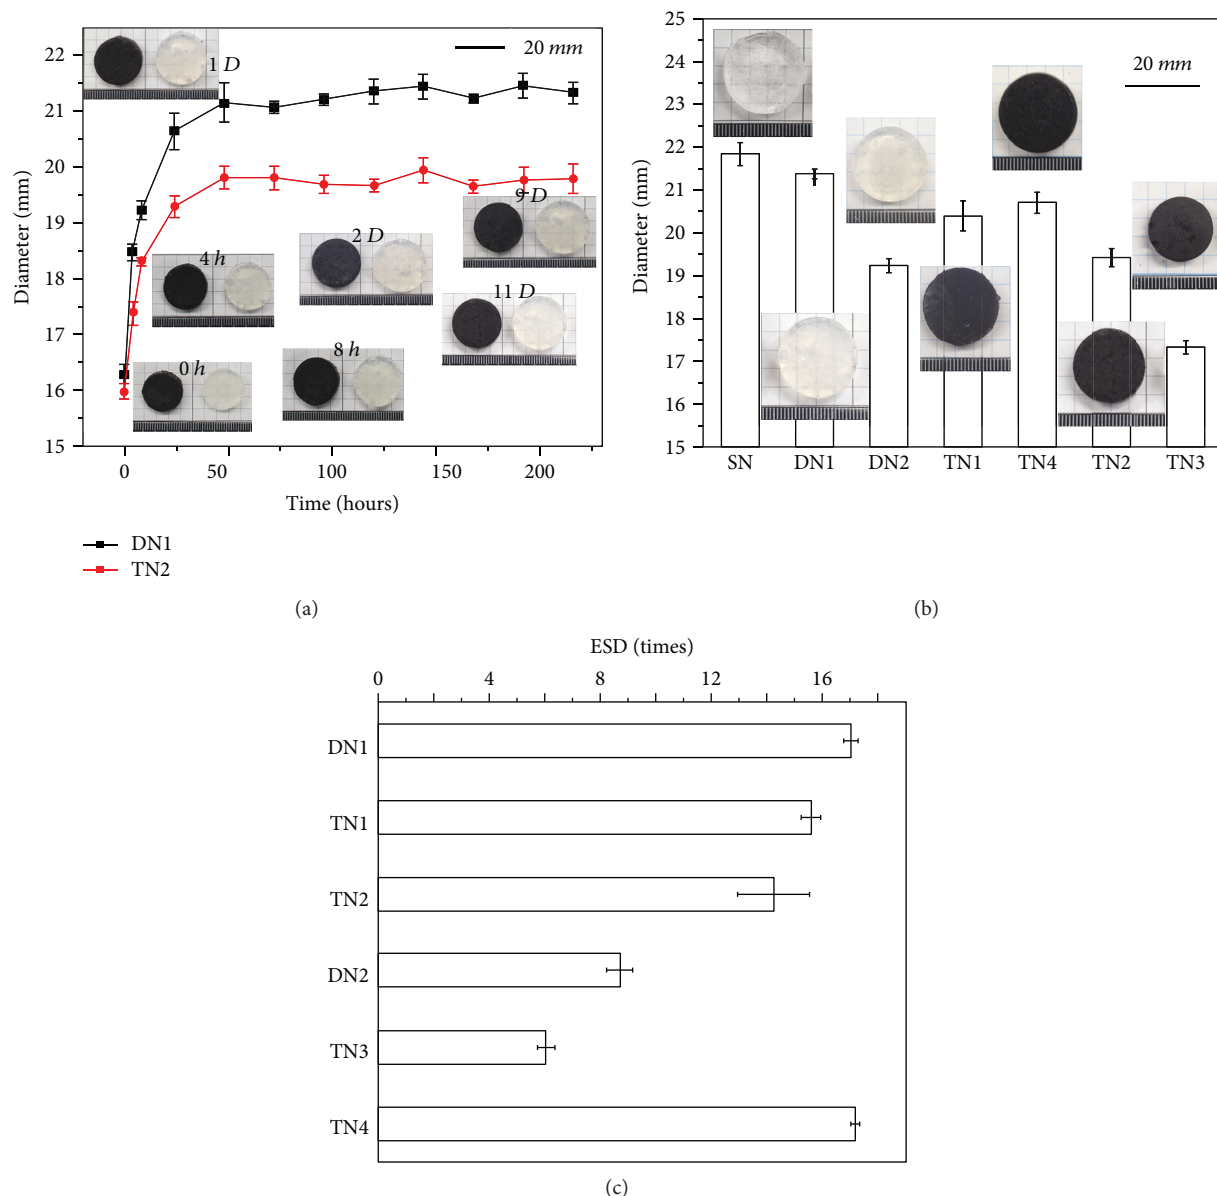 22
21
20
19
18
17
16
15
Diameter (mm)
0
50
100
150
200
Time (hours)
20 mm
1 D
4 h
0 h
2 D
8 h
9 D
11 D
DN1
TN2
(a)
25
24
23
22
21
20
19
18
17
16
15
Diameter (mm)
20 mm
SN DN1 DN2 TN1 TN4 TN2 TN3
(b)
ESD (times)
0 4 8 12 16
DN1
TN1
TN2
DN2
TN3
TN4
(c)